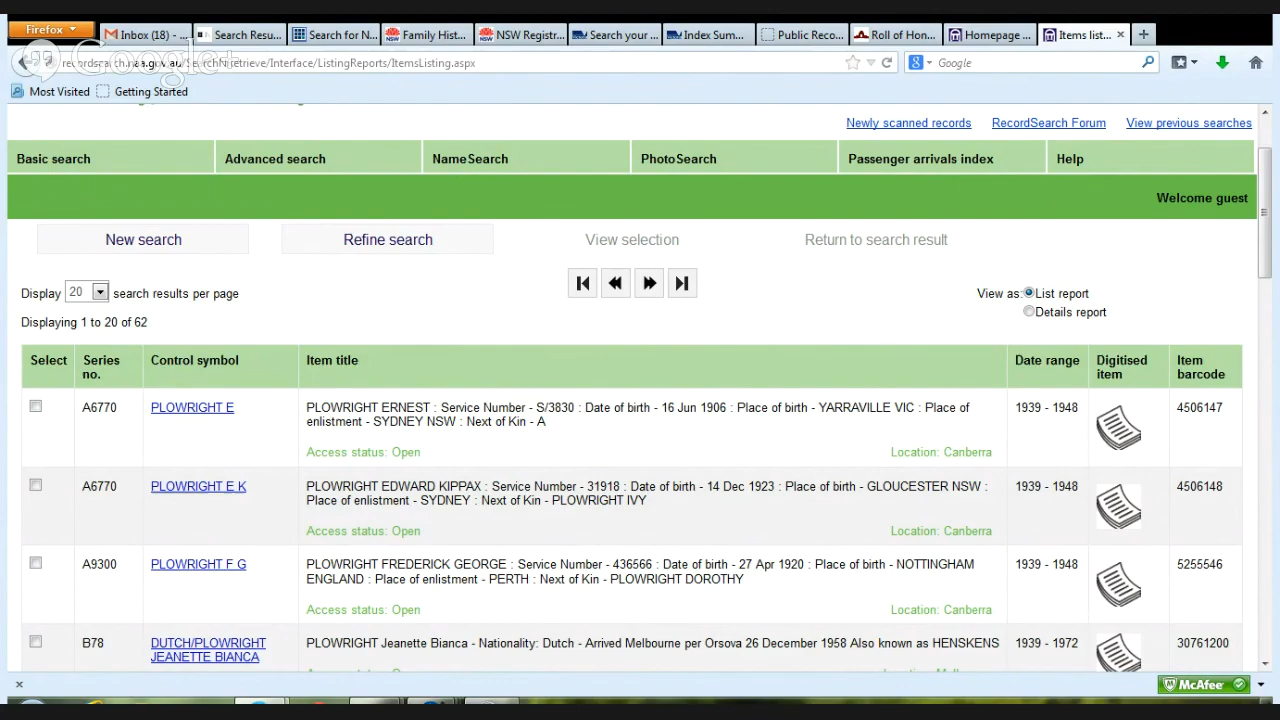 Firefox
Inbox (18) - ...
Search Resu...
Search for N...
Family Hist...
NSW Registr...
Search your ...
Index Sum...
Public Reco...
Roll of Hon...
Homepage ...
Items list...
Google+
recordsearch.naa.gov.au/SearchNRetrieve/Interface/ListingReports/ItemsListing.aspx
Google
Most Visited
Getting Started
Newly scanned records
RecordSearch Forum
View previous searches
Basic search
Advanced search
NameSearch
PhotoSearch
Passenger arrivals index
Help
Welcome guest
New search
Refine search
View selection
Return to search result
Display 20 search results per page
View as: List report
Details report
Displaying 1 to 20 of 62
Select
Series no.
Control symbol
Item title
Date range
Digitised item
Item barcode
A6770
PLOWRIGHT E
PLOWRIGHT ERNEST : Service Number - S/3830 : Date of birth - 16 Jun 1906 : Place of birth - YARRAVILLE VIC : Place of
enlistment - SYDNEY NSW : Next of Kin - A
1939 - 1948
4506147
Access status: Open
Location: Canberra
A6770
PLOWRIGHT E K
PLOWRIGHT EDWARD KIPPAX : Service Number - 31918 : Date of birth - 14 Dec 1923 : Place of birth - GLOUCESTER NSW :
Place of enlistment - SYDNEY : Next of Kin - PLOWRIGHT IVY
1939 - 1948
4506148
Access status: Open
Location: Canberra
A9300
PLOWRIGHT F G
PLOWRIGHT FREDERICK GEORGE : Service Number - 436566 : Date of birth - 27 Apr 1920 : Place of birth - NOTTINGHAM
ENGLAND : Place of enlistment - PERTH : Next of Kin - PLOWRIGHT DOROTHY
1939 - 1948
5255546
Access status: Open
Location: Canberra
B78
DUTCH/PLOWRIGHT
JEANETTE BIANCA
PLOWRIGHT Jeanette Bianca - Nationality: Dutch - Arrived Melbourne per Orsova 26 December 1958 Also known as HENSKENS
1939 - 1972
30761200
McAfee